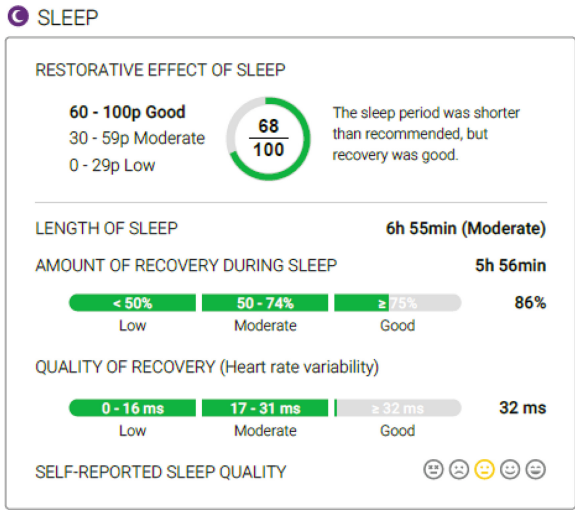 SLEEP
RESTORATIVE EFFECT OF SLEEP
60 - 100p Good
30 - 59p Moderate
0 - 29p Low
68
100
The sleep period was shorter
than recommended, but
recovery was good.
LENGTH OF SLEEP 6h 55min (Moderate)
AMOUNT OF RECOVERY DURING SLEEP 5h 56min
< 50% 50 - 74% ≥ 75% 86%
Low Moderate Good
QUALITY OF RECOVERY (Heart rate variability)
0 - 16 ms 17 - 31 ms ≥ 32 ms 32 ms
Low Moderate Good
SELF-REPORTED SLEEP QUALITY